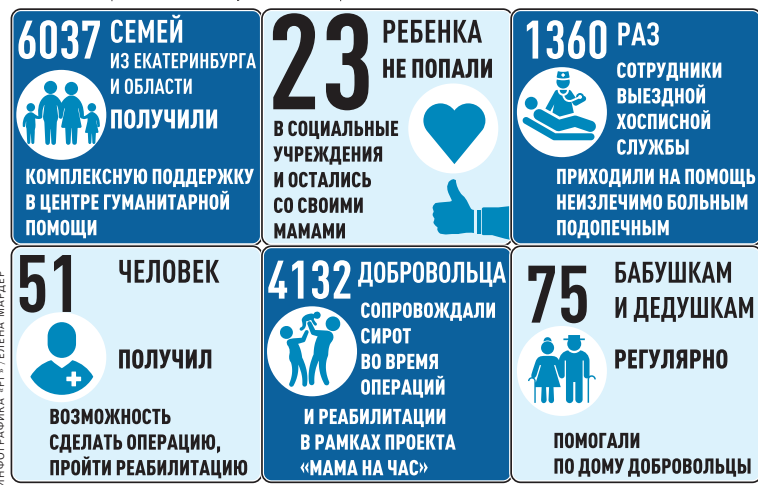 6037 СЕМЕЙ
ИЗ ЕКАТЕРИНБУРГА
И ОБЛАСТИ
ПОЛУЧИЛИ
КОМПЛЕКСНУЮ ПОДДЕРЖКУ
В ЦЕНТРЕ ГУМАНИТАРНОЙ
ПОМОЩИ
23 РЕБЕНКА
НЕ ПОПАЛИ
В СОЦИАЛЬНЫЕ
УЧРЕЖДЕНИЯ
И ОСТАЛИСЬ
СО СВОИМИ
МАМАМИ
1360 РАЗ
СОТРУДНИКИ
ВЫЕЗДНОЙ
ХОСПИСНОЙ
СЛУЖБЫ
ПРИХОДИЛИ НА ПОМОЩЬ
НЕИЗЛЕЧИМО БОЛЬНЫМ
ПОДОПЕЧНЫМ
51 ЧЕЛОВЕК
ПОЛУЧИЛ
ВОЗМОЖНОСТЬ
СДЕЛАТЬ ОПЕРАЦИЮ,
ПРОЙТИ РЕАБИЛИТАЦИЮ
4132 ДОБРОВОЛЬЦА
СОПРОВОЖДАЛИ
СИРОТ
ВО ВРЕМЯ
ОПЕРАЦИЙ
И РЕАБИЛИТАЦИИ
В РАМКАХ ПРОЕКТА
«МАМА НА ЧАС»
75 БАБУШКАМ
И ДЕДУШКАМ
РЕГУЛЯРНО
ПОМОГАЛИ
ПО ДОМУ ДОБРОВОЛЬЦЫ